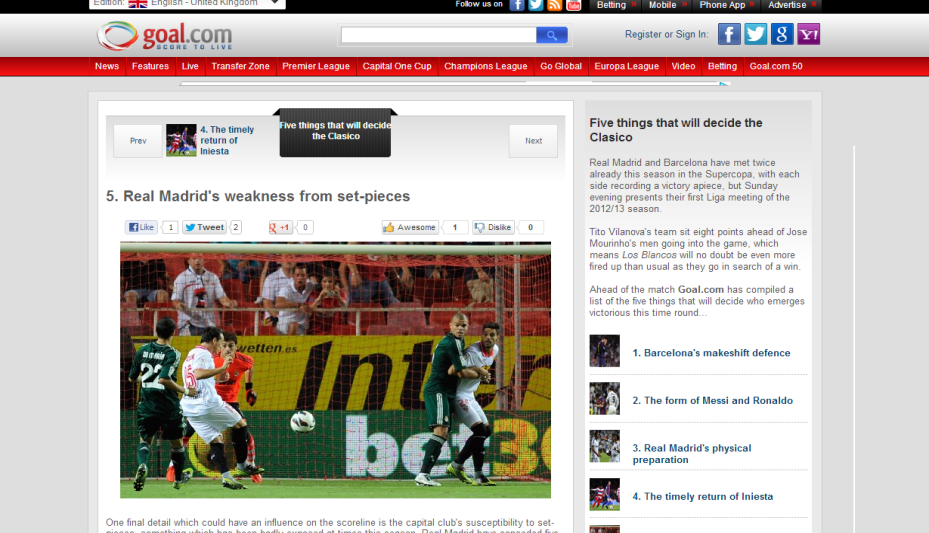 Edition: English - United Kingdom
Follow us on
Betting Mobile Phone App Advertise
goal.com
SCORE TO LIVE
Register or Sign In:
News Features Live Transfer Zone Premier League Capital One Cup Champions League Go Global Europa League Video Betting Goal.com 50
Prev
4. The timely
return of
Iniesta
Five things that will decide
the Clasico
Next
5. Real Madrid's weakness from set-pieces
Like 1 Tweet 2 +1 0 Awesome 1 Dislike 0
wetten.es
Inter
bet36
22
15
One final detail which could have an influence on the scoreline is the capital club's susceptibility to set-
pieces, something which has been badly exposed at times this season. Real Madrid have conceded five
Five things that will decide the
Clasico
Real Madrid and Barcelona have met twice
already this season in the Supercopa, with each
side recording a victory apiece, but Sunday
evening presents their first Liga meeting of the
2012/13 season.
Tito Vilanova's team sit eight points ahead of Jose
Mourinho's men going into the game, which
means Los Blancos will no doubt be even more
fired up than usual as they go in search of a win.
Ahead of the match Goal.com has compiled a
list of the five things that will decide who emerges
victorious this time round...
1. Barcelona's makeshift defence
2. The form of Messi and Ronaldo
3. Real Madrid's physical
preparation
4. The timely return of Iniesta